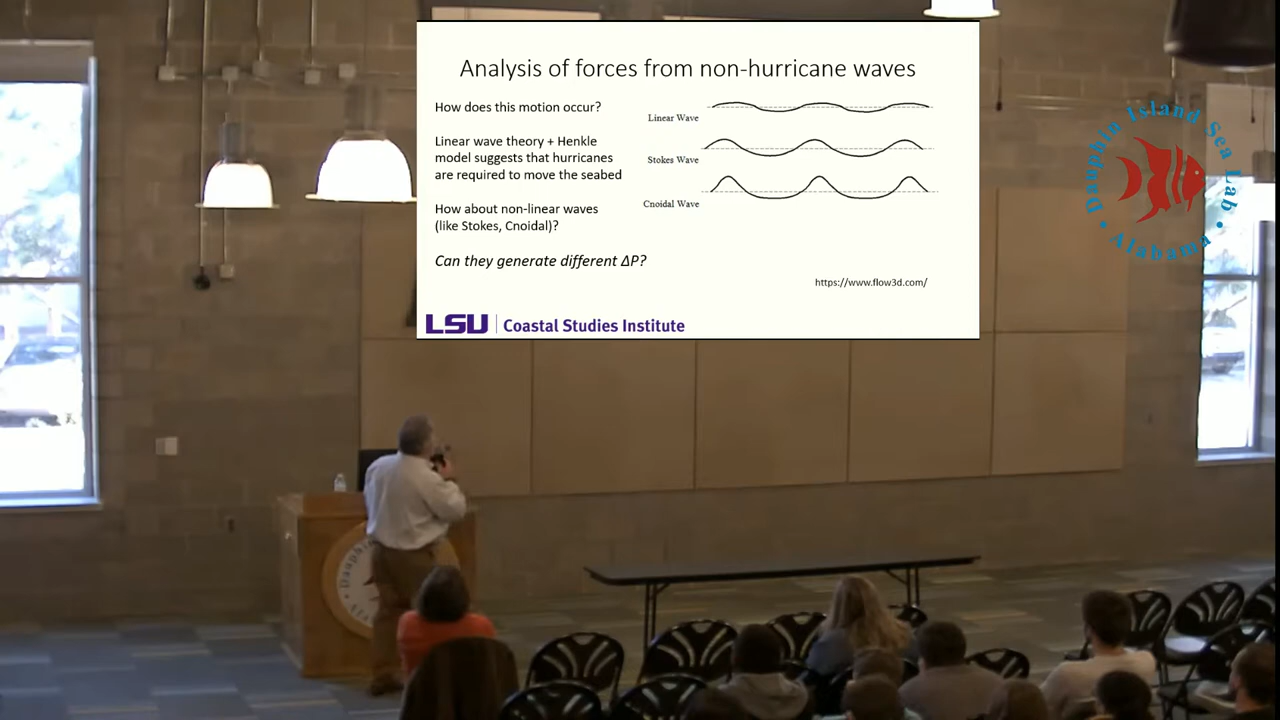 Analysis of forces from non-hurricane waves
How does this motion occur?
Linear wave theory + Henkle
model suggests that hurricanes
are required to move the seabed
How about non-linear waves
(like Stokes, Cnoidal)?
Can they generate different ΔP?
Linear Wave
Stokes Wave
Cnoidal Wave
https://www.flow3d.com/
LSU | Coastal Studies Institute
Dauphin Island Sea Lab
• Alabama •